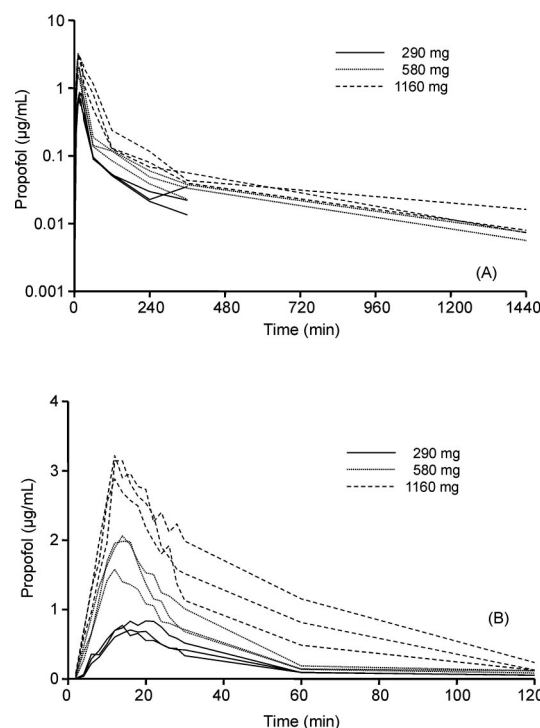 10
290 mg
580 mg
1160 mg
1
0.1
0.01
0.001
Propofol (µg/mL)
(A)
0 240 480 720 960 1200 1440
Time (min)
4
290 mg
580 mg
1160 mg
3
2
1
0
Propofol (µg/mL)
(B)
0 20 40 60 80 100 120
Time (min)